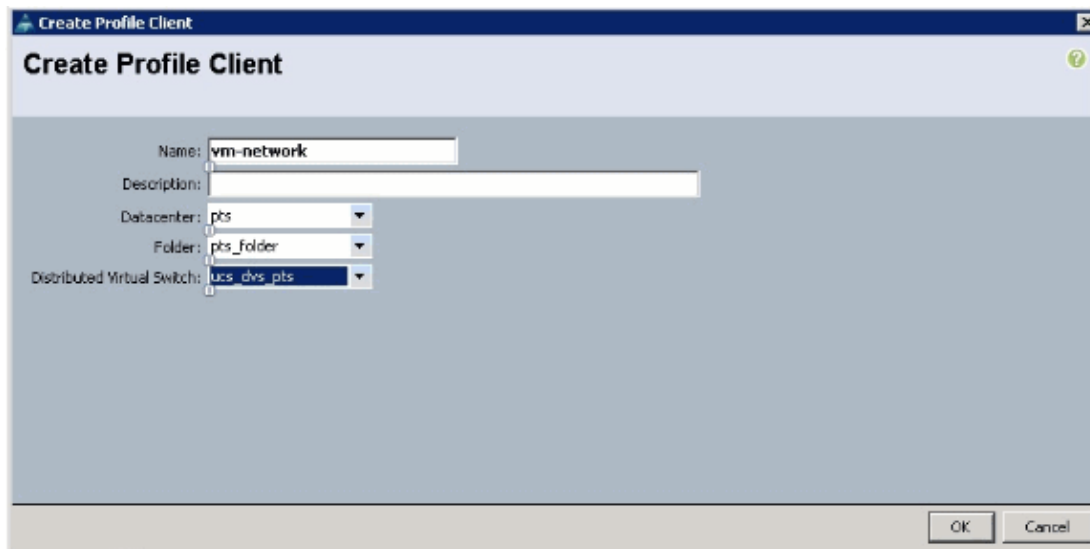 Create Profile Client
Create Profile Client
Name: vm-network
Description:
Datacenter: pts
Folder: pts_folder
Distributed Virtual Switch: ucs_dvs_pts
OK Cancel